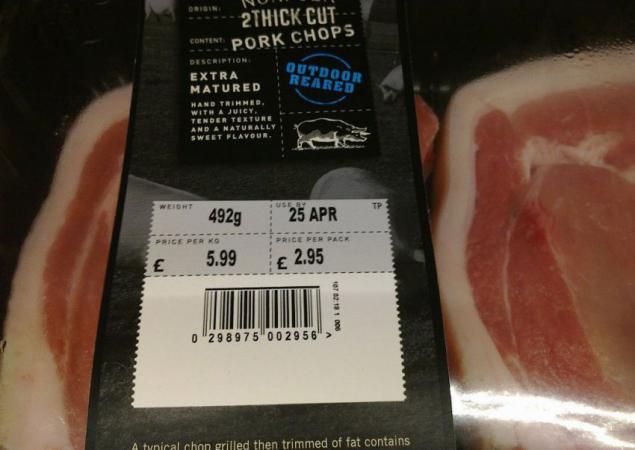 ORIGIN:
2THICK CUT
CONTENT: PORK CHOPS
DESCRIPTION:
EXTRA
MATURED
OUTDOOR
REARED
HAND TRIMMED,
WITH A JUICY,
TENDER TEXTURE
AND A NATURALLY
SWEET FLAVOUR.
WEIGHT 492g
USE BY 25 APR TP
PRICE PER KG £ 5.99
PRICE PER PACK £ 2.95
0 298975 002956 >
A typical chop grilled then trimmed of fat contains